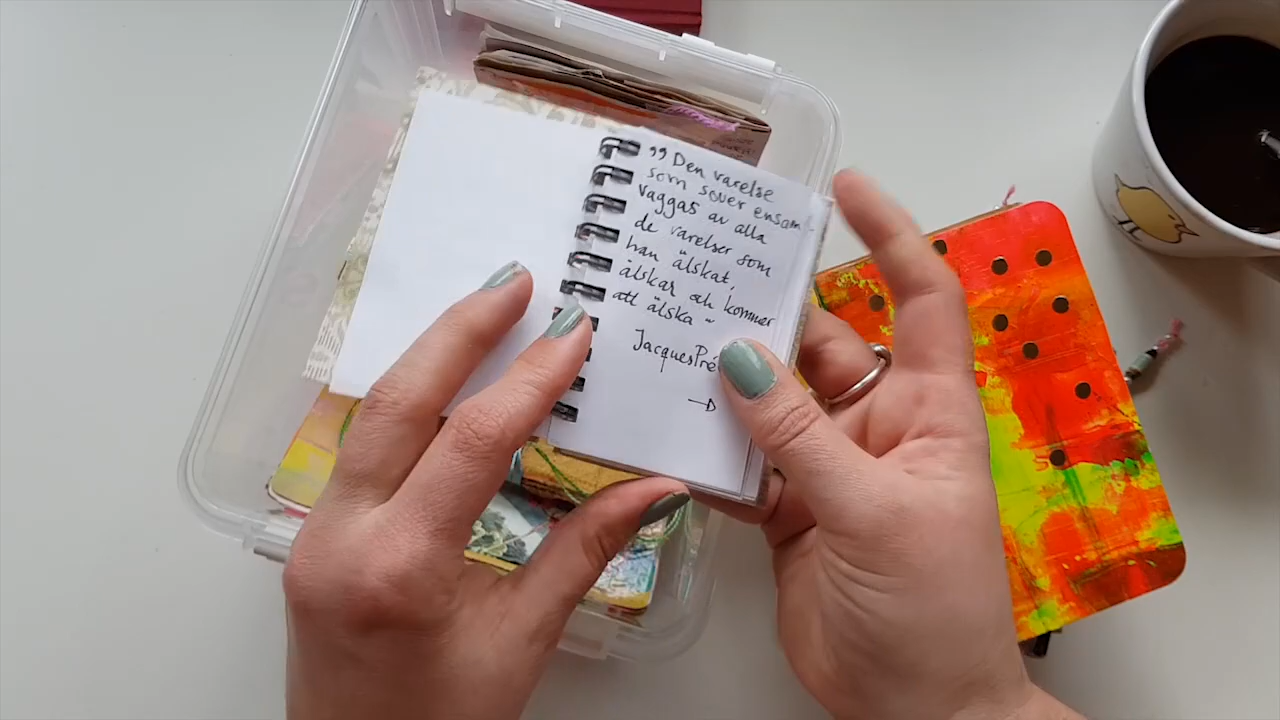 "Den varelse
som sover ensam
vaggas av alla
de varelser som
han älskat,
älskar och kommer
att älska"
Jacques Pré